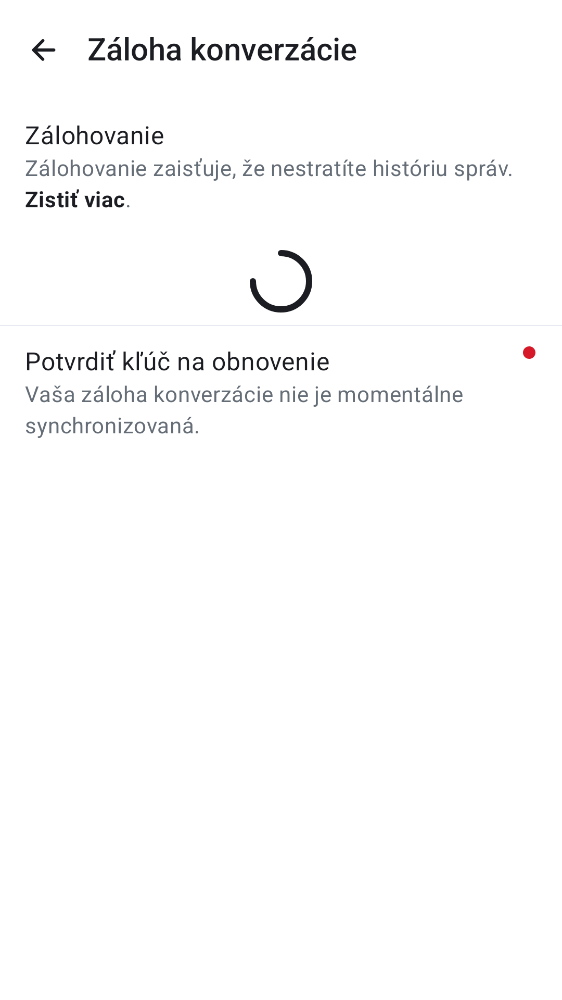 Záloha konverzácie
Zálohovanie
Zálohovanie zaisťuje, že nestratíte históriu správ.
Zistiť viac.
Potvrdiť kľúč na obnovenie
Vaša záloha konverzácie nie je momentálne
synchronizovaná.